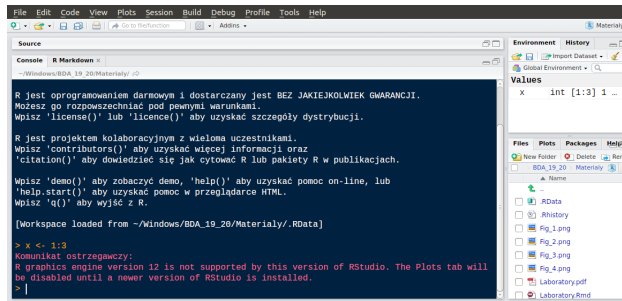 File Edit Code View Plots Session Build Debug Profile Tools Help
Go to file/function Addins Materialy
Source
Console R Markdown ×
~/Windows/BDA_19_20/Materialy/
R jest oprogramowaniem darmowym i dostarczany jest BEZ JAKIEJKOLWIEK GWARANCJI.
Możesz go rozpowszechniać pod pewnymi warunkami.
Wpisz 'license()' lub 'licence()' aby uzyskać szczegóły dystrybucji.
R jest projektem kolaboracyjnym z wieloma uczestnikami.
Wpisz 'contributors()' aby uzyskać więcej informacji oraz
'citation()' aby dowiedzieć się jak cytować R lub pakiety R w publikacjach.
Wpisz 'demo()' aby zobaczyć demo, 'help()' aby uzyskać pomoc on-line, lub
'help.start()' aby uzyskać pomoc w przeglądarce HTML.
Wpisz 'q()' aby wyjść z R.
[Workspace loaded from ~/Windows/BDA_19_20/Materialy/.RData]
> x <- 1:3
Komunikat ostrzegawczy:
R graphics engine version 12 is not supported by this version of RStudio. The Plots tab will
be disabled until a newer version of RStudio is installed.
>
Environment History
Import Dataset
Global Environment
Values
x int [1:3] 1 ...
Files Plots Packages Help
New Folder Delete Re
BDA_19_20 Materialy
Name
..
.RData
.Rhistory
Fig_1.png
Fig_2.png
Fig_3.png
Fig_4.png
Laboratory.pdf
Laboratory.Rmd